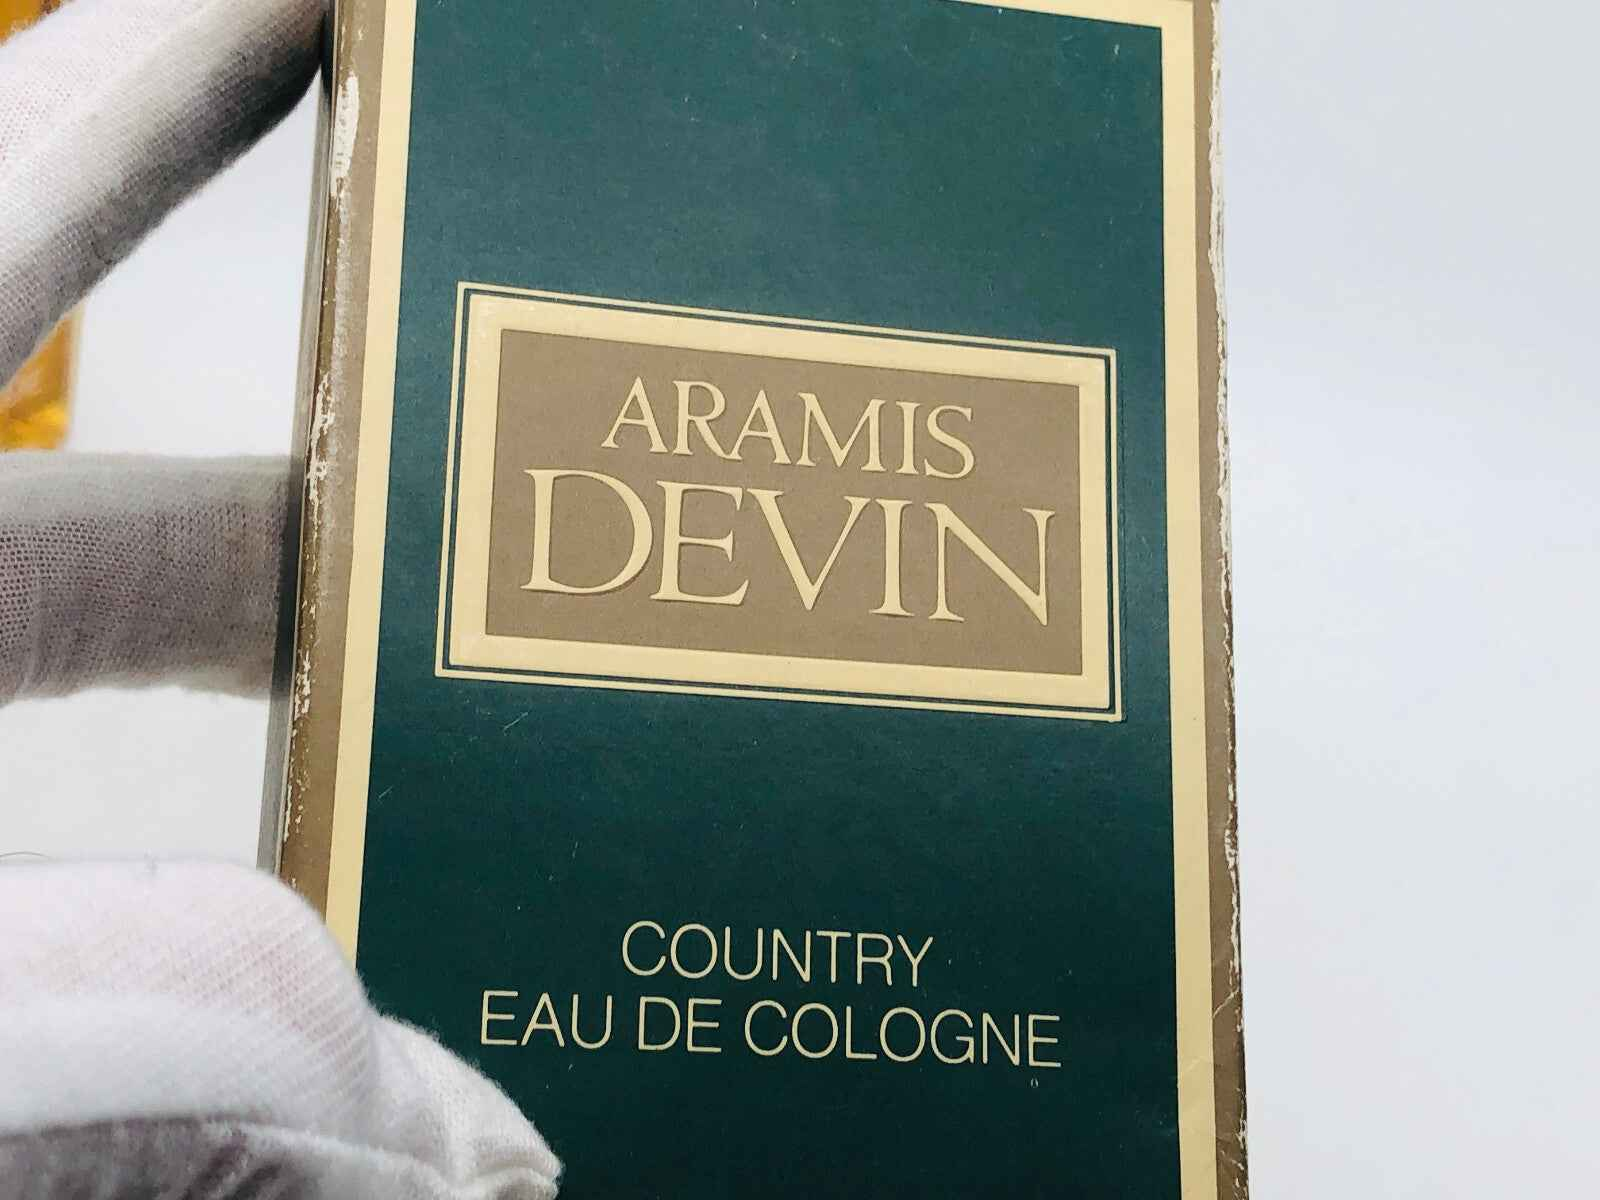 ARAMIS
DEVIN
COUNTRY
EAU DE COLOGNE